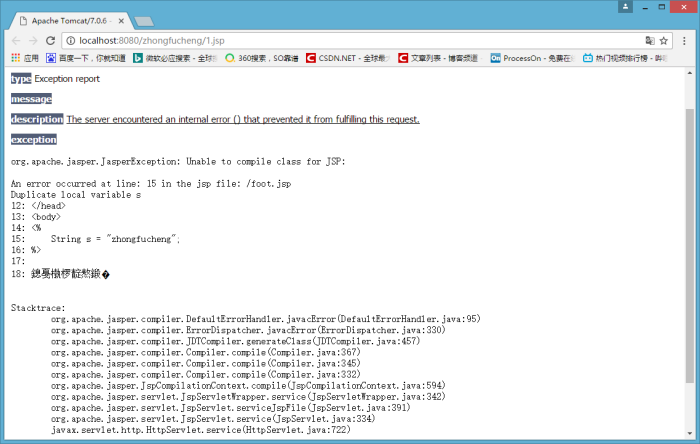 Apache Tomcat/7.0.6 -
localhost:8080/zhongfucheng/1.jsp
应用 百度一下，你就知道 微软必应搜索 - 全球 360搜索，SO靠谱 CSDN.NET - 全球最 文章列表 - 博客频道 - ProcessOn - 免费在 热门视频排行榜 - 哔
type Exception report
message
description The server encountered an internal error () that prevented it from fulfilling this request.
exception
org.apache.jasper.JasperException: Unable to compile class for JSP:
An error occurred at line: 15 in the jsp file: /foot.jsp
Duplicate local variable s
12: </head>
13: <body>
14: <%
15:     String s = "zhongfucheng";
16: %>
17:
18:
Stacktrace:
org.apache.jasper.compiler.DefaultErrorHandler.javacError(DefaultErrorHandler.java:95)
org.apache.jasper.compiler.ErrorDispatcher.javacError(ErrorDispatcher.java:330)
org.apache.jasper.compiler.JDTCompiler.generateClass(JDTCompiler.java:457)
org.apache.jasper.compiler.Compiler.compile(Compiler.java:367)
org.apache.jasper.compiler.Compiler.compile(Compiler.java:345)
org.apache.jasper.compiler.Compiler.compile(Compiler.java:332)
org.apache.jasper.JspCompilationContext.compile(JspCompilationContext.java:594)
org.apache.jasper.servlet.JspServletWrapper.service(JspServletWrapper.java:342)
org.apache.jasper.servlet.JspServlet.serviceJspFile(JspServlet.java:391)
org.apache.jasper.servlet.JspServlet.service(JspServlet.java:334)
javax.servlet.http.HttpServlet.service(HttpServlet.java:722)